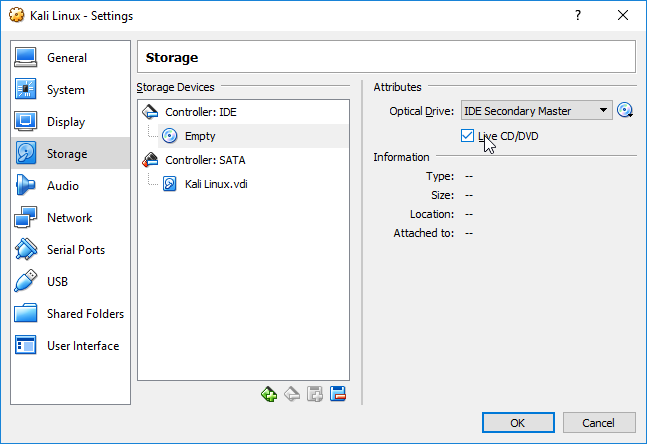 Kali Linux - Settings
?
General
System
Display
Storage
Audio
Network
Serial Ports
USB
Shared Folders
User Interface
Storage
Storage Devices
Controller: IDE
Empty
Controller: SATA
Kali Linux.vdi
Attributes
Optical Drive: IDE Secondary Master
Live CD/DVD
Information
Type: --
Size: --
Location: --
Attached to: --
OK
Cancel